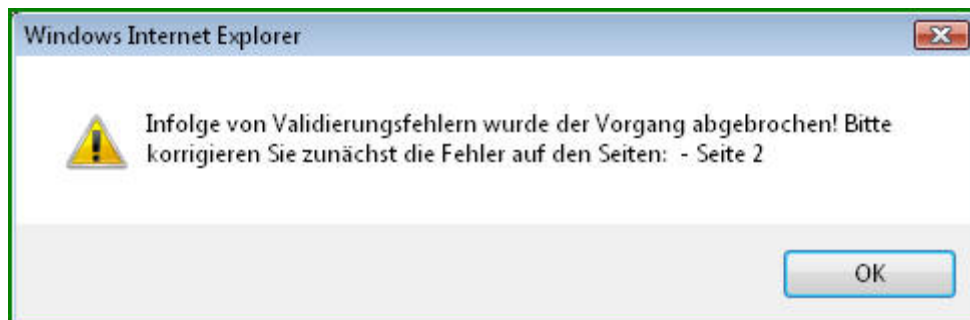 Windows Internet Explorer
Infolge von Validierungsfehlern wurde der Vorgang abgebrochen! Bitte
korrigieren Sie zunächst die Fehler auf den Seiten:  - Seite 2
OK